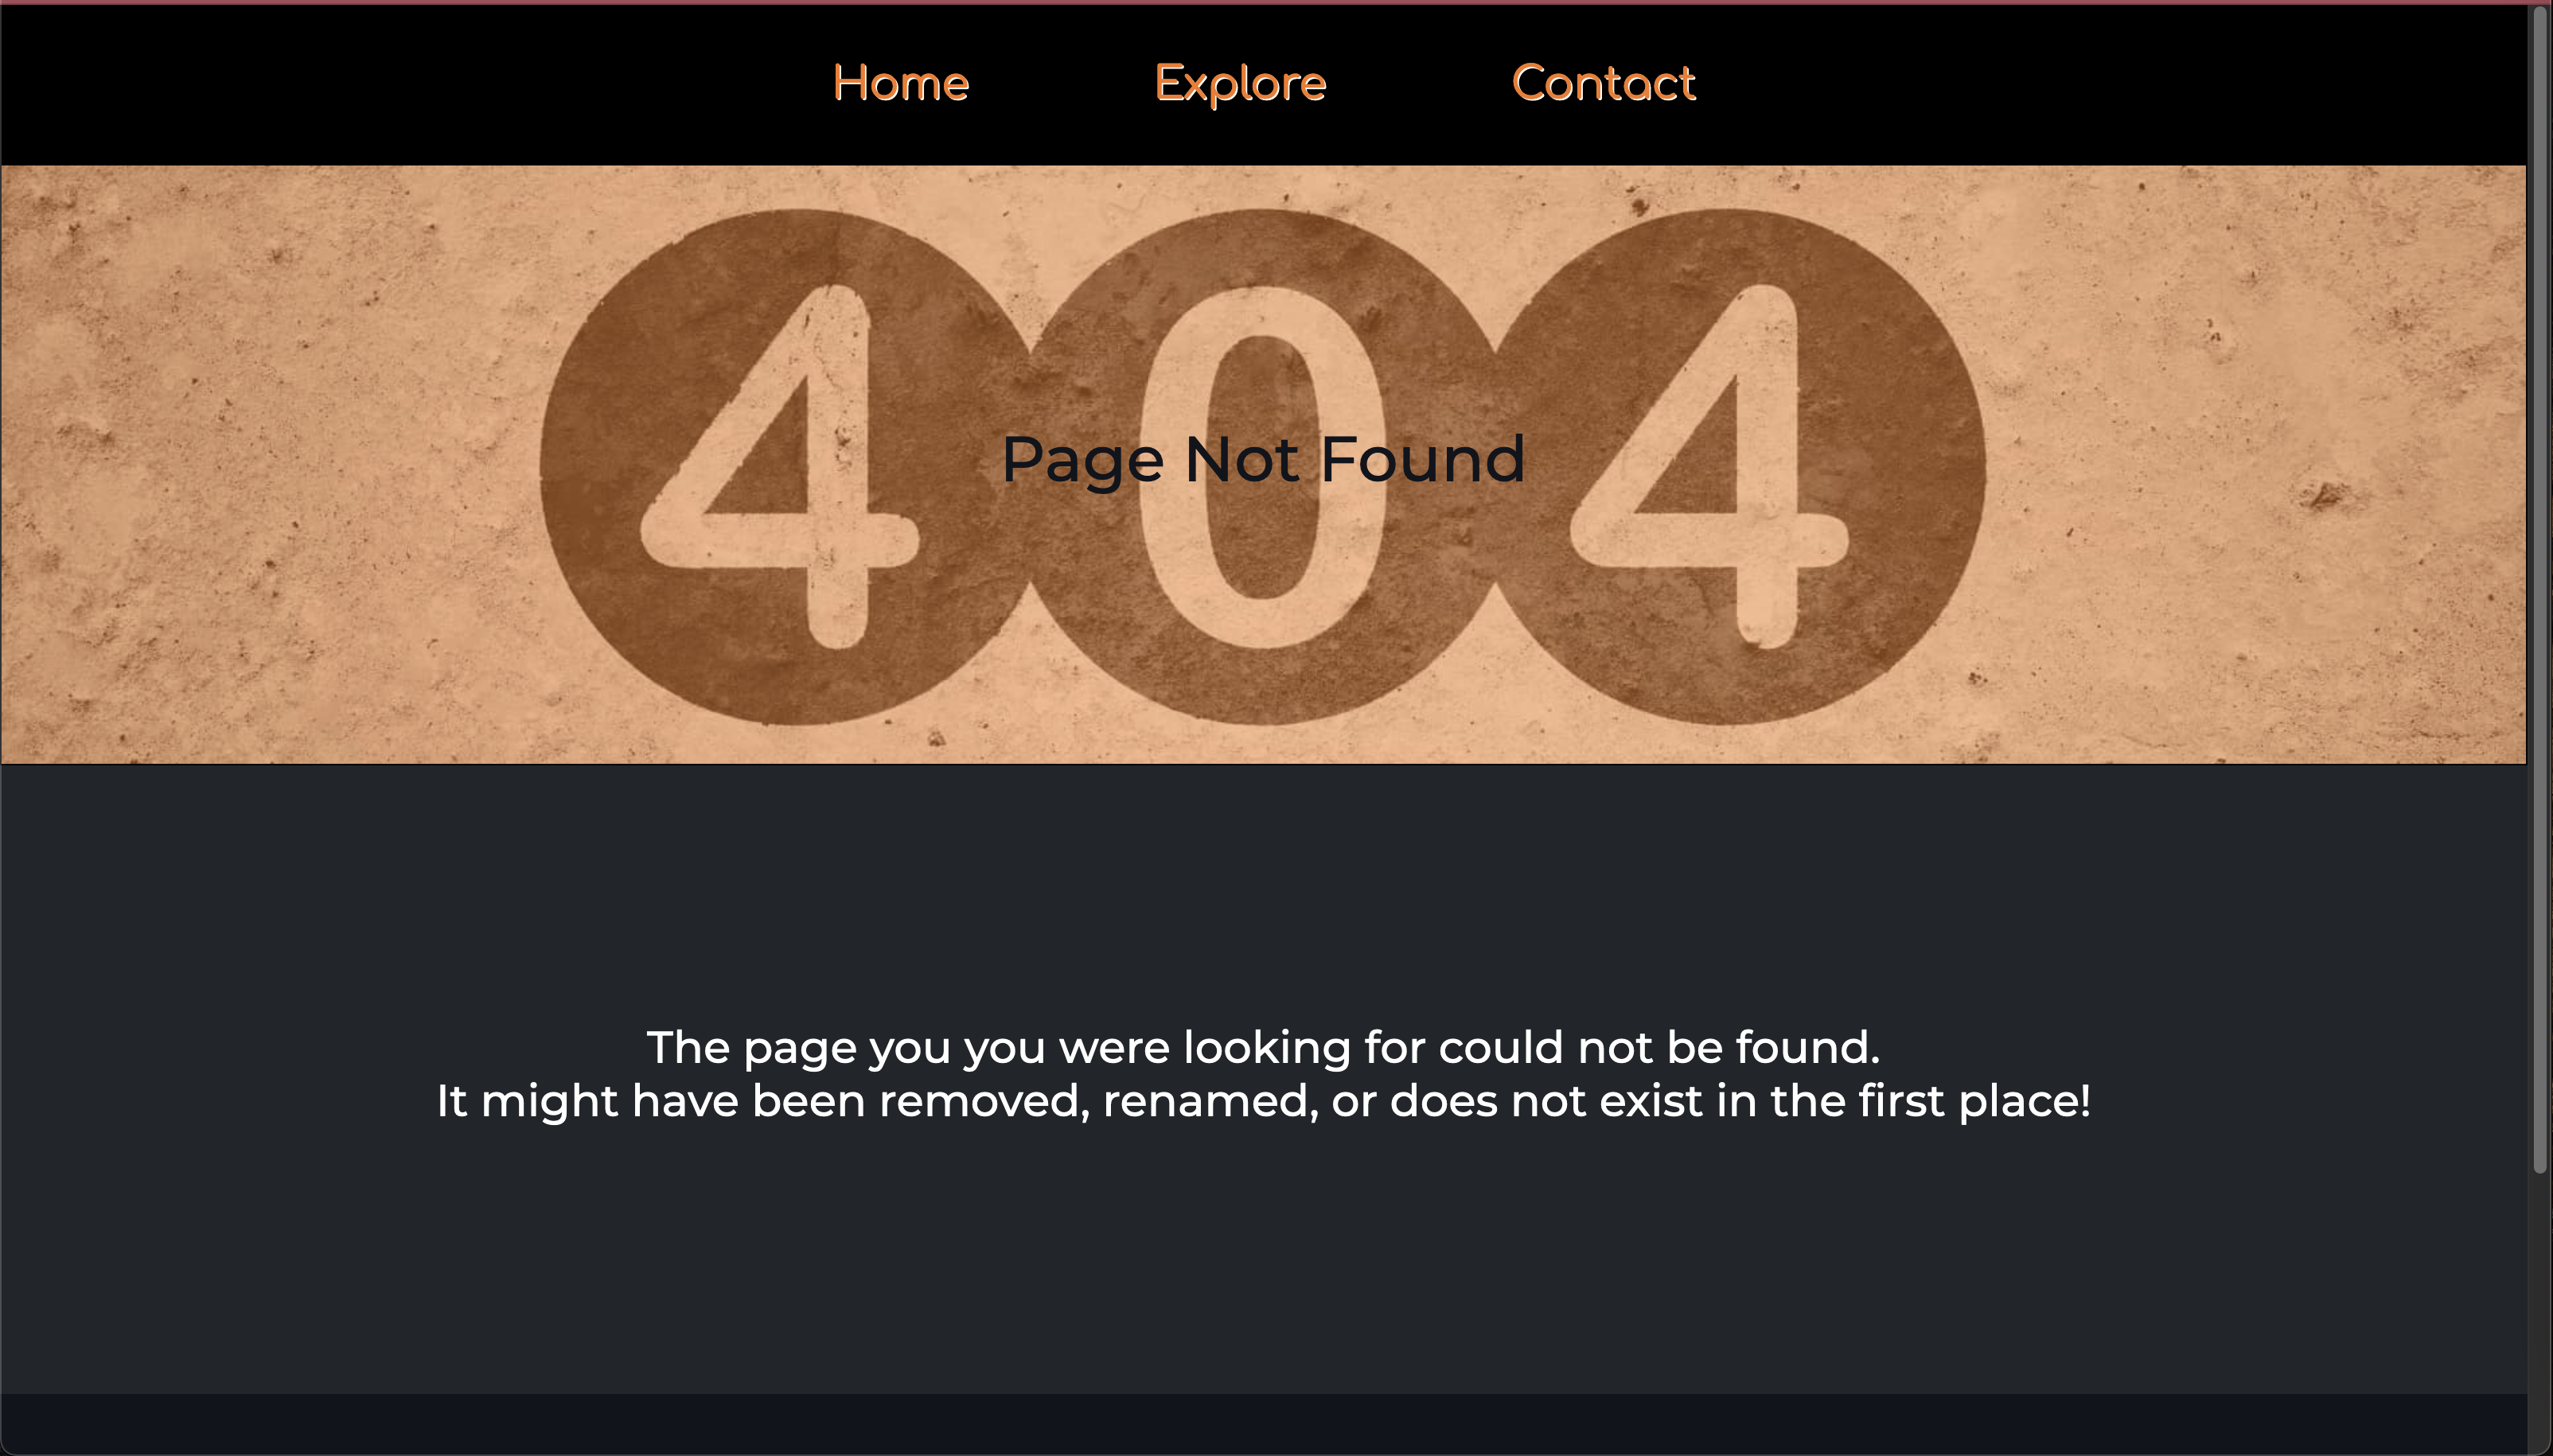 Home Explore Contact
404
Page Not Found
The page you you were looking for could not be found.
It might have been removed, renamed, or does not exist in the first place!